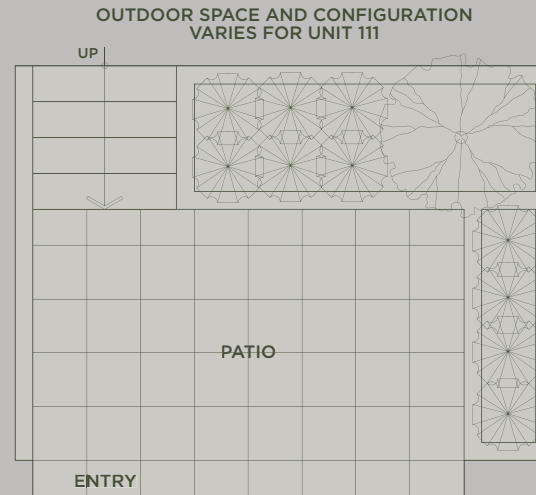 OUTDOOR SPACE AND CONFIGURATION
VARIES FOR UNIT 111
UP
PATIO
ENTRY